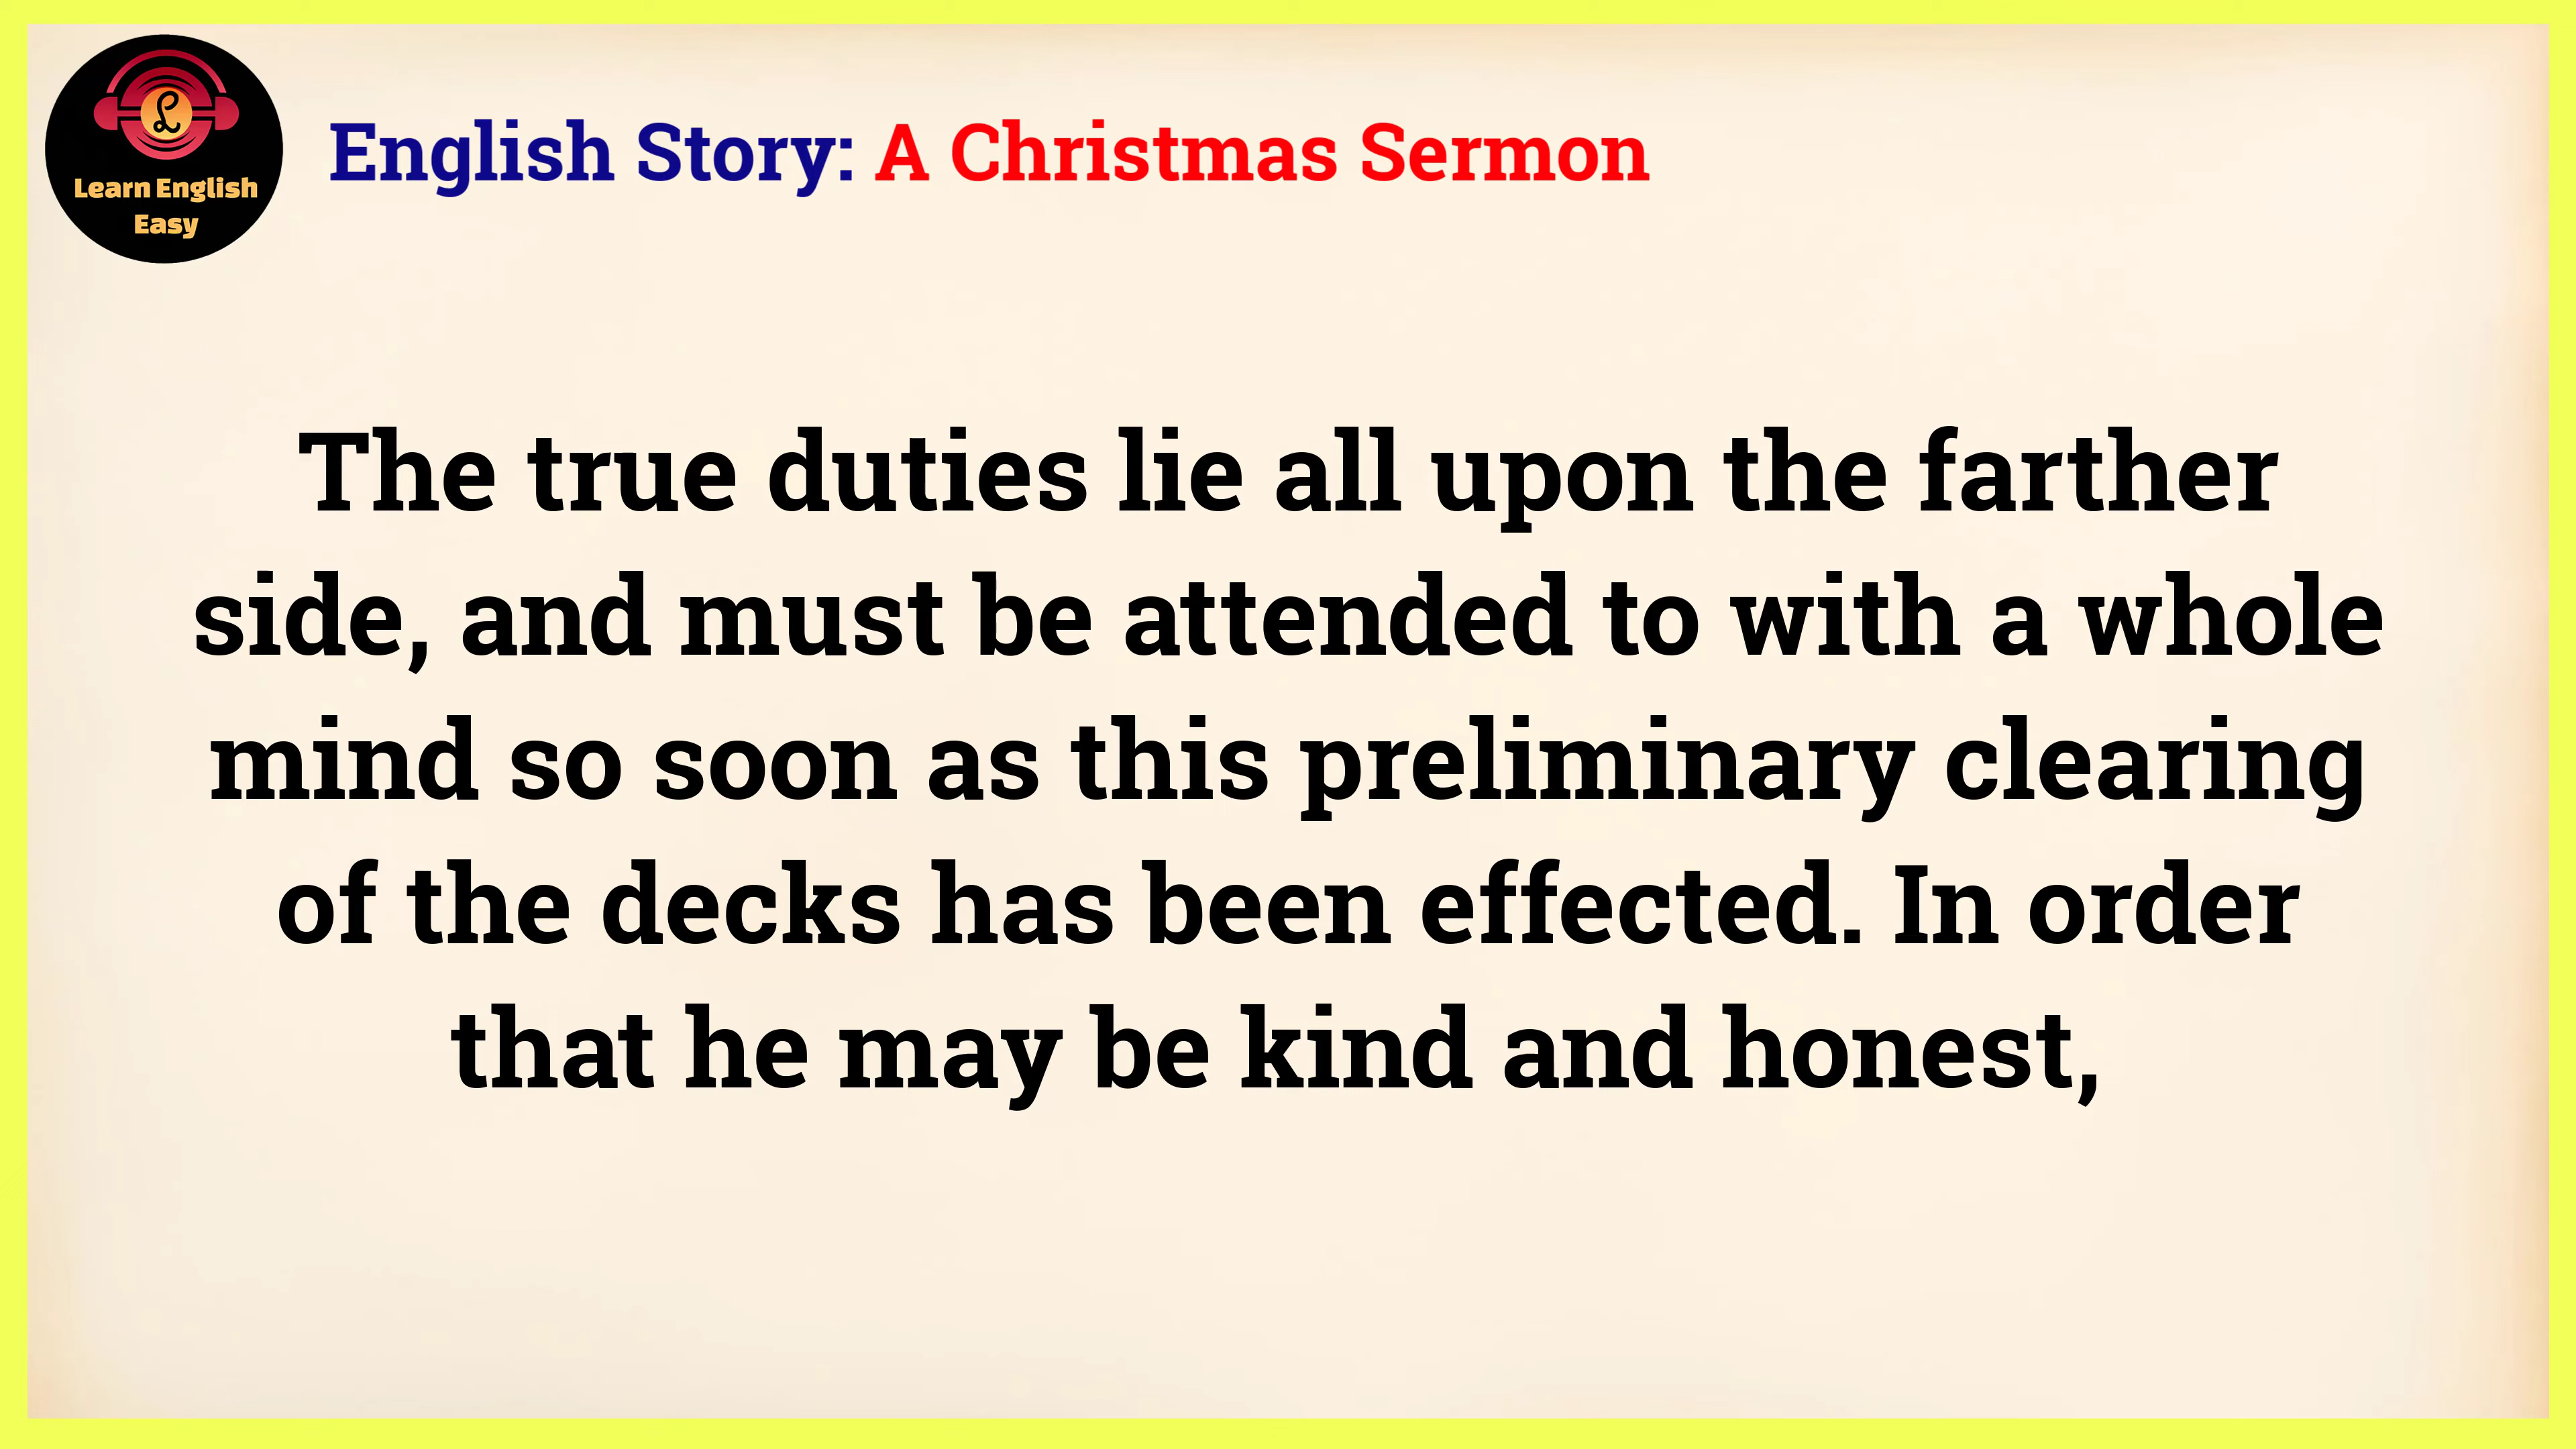 Learn English
Easy
English Story: A Christmas Sermon
The true duties lie all upon the farther
side, and must be attended to with a whole
mind so soon as this preliminary clearing
of the decks has been effected. In order
that he may be kind and honest,